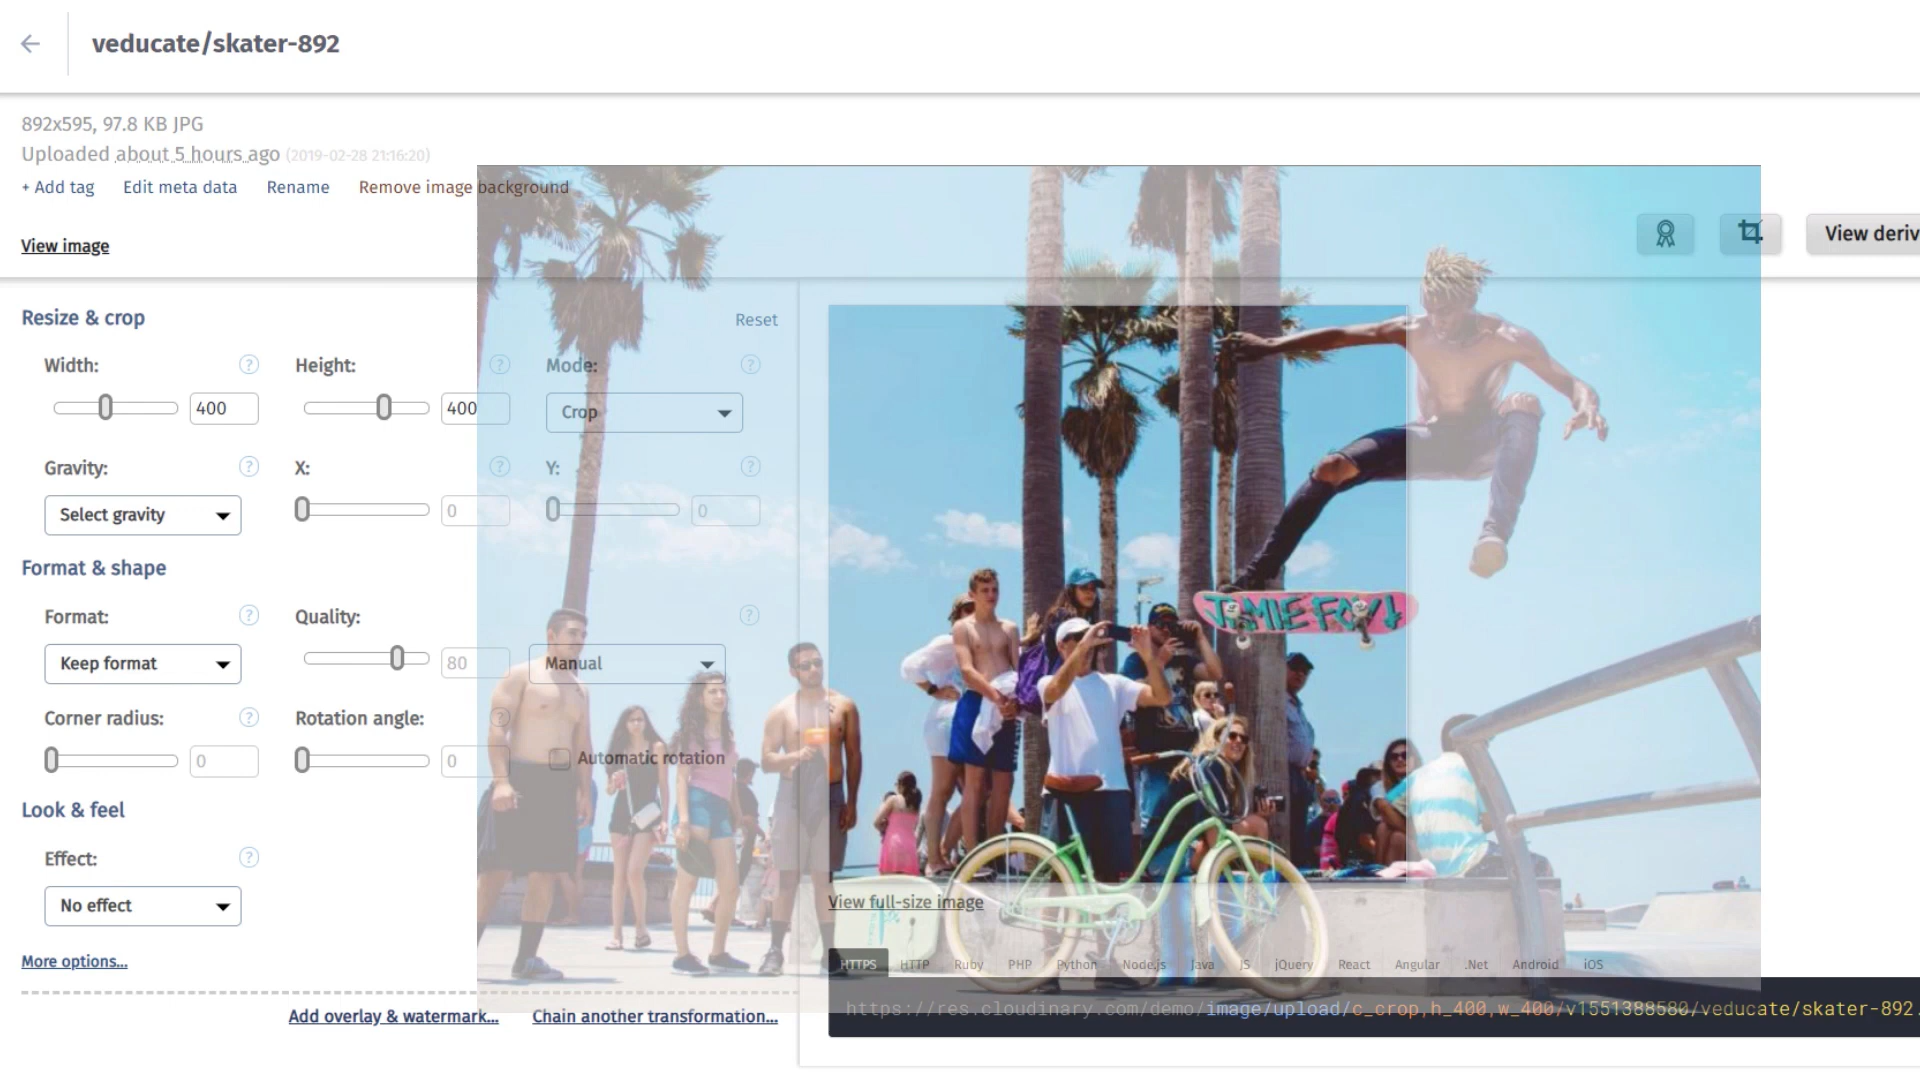 veducate/skater-892
892x595, 97.8 KB JPG
Uploaded about 5 hours ago (2019-02-28 21:16:20)
+ Add tag Edit meta data Rename Remove image background
View image
View deriv
Resize & crop Reset
Width: ? Height: ? Mode: ?
400 400 Crop
Gravity: ? X: ? Y: ?
Select gravity 0 0
Format & shape
Format: ? Quality: ?
Keep format 80 Manual
Corner radius: ? Rotation angle: ?
0 0 Automatic rotation
Look & feel
Effect: ?
No effect
More options...
Add overlay & watermark... Chain another transformation...
JAMIE FOY
View full-size image
HTTPS HTTP Ruby PHP Python Node.js Java JS jQuery React Angular .Net Android iOS
https://res.cloudinary.com/demo/image/upload/c_crop,h_400,w_400/v1551388580/veducate/skater-892.